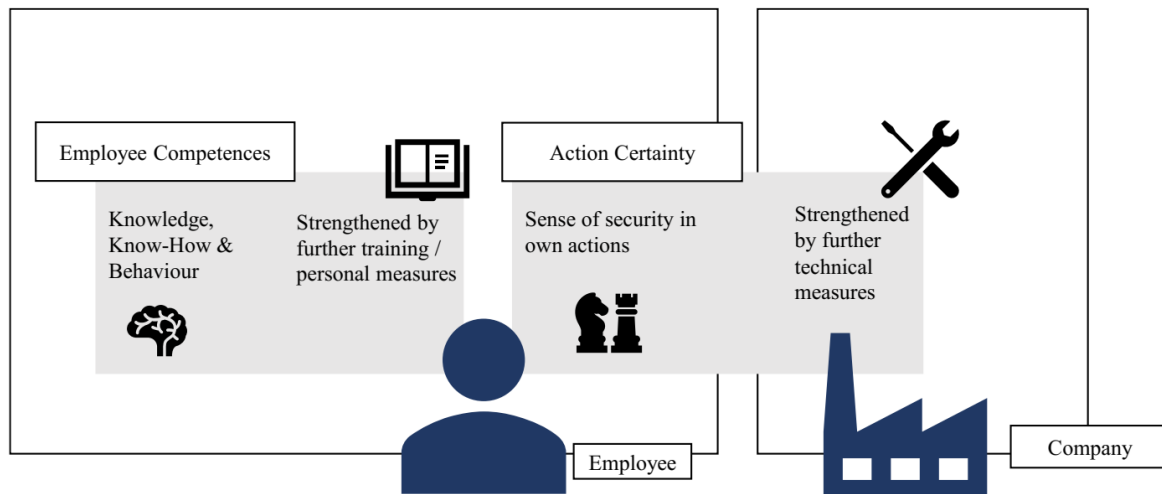 Employee Competences
Knowledge,
Know-How &
Behaviour
Strengthened by
further training /
personal measures
Action Certainty
Sense of security in
own actions
Strengthened
by further
technical
measures
Employee
Company